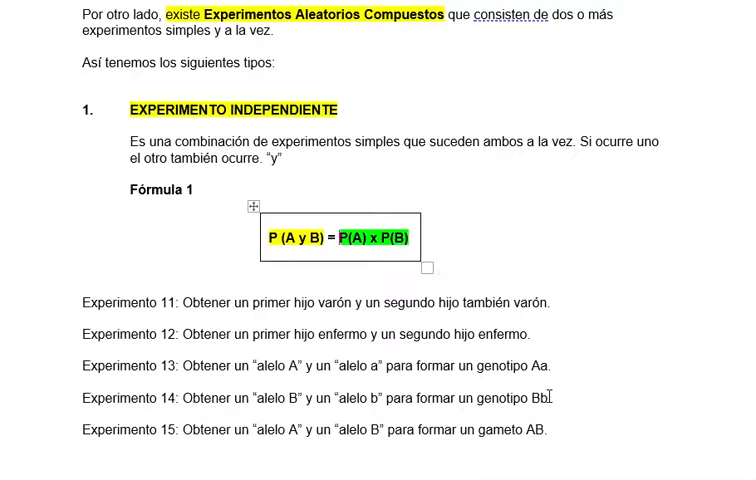 Por otro lado, existe Experimentos Aleatorios Compuestos que consisten de dos o más
experimentos simples y a la vez.
Así tenemos los siguientes tipos:
1. EXPERIMENTO INDEPENDIENTE
Es una combinación de experimentos simples que suceden ambos a la vez. Si ocurre uno
el otro también ocurre. “y”
Fórmula 1
P (A y B) = P(A) x P(B)
Experimento 11: Obtener un primer hijo varón y un segundo hijo también varón.
Experimento 12: Obtener un primer hijo enfermo y un segundo hijo enfermo.
Experimento 13: Obtener un “alelo A” y un “alelo a” para formar un genotipo Aa.
Experimento 14: Obtener un “alelo B” y un “alelo b” para formar un genotipo Bb.
Experimento 15: Obtener un “alelo A” y un “alelo B” para formar un gameto AB.